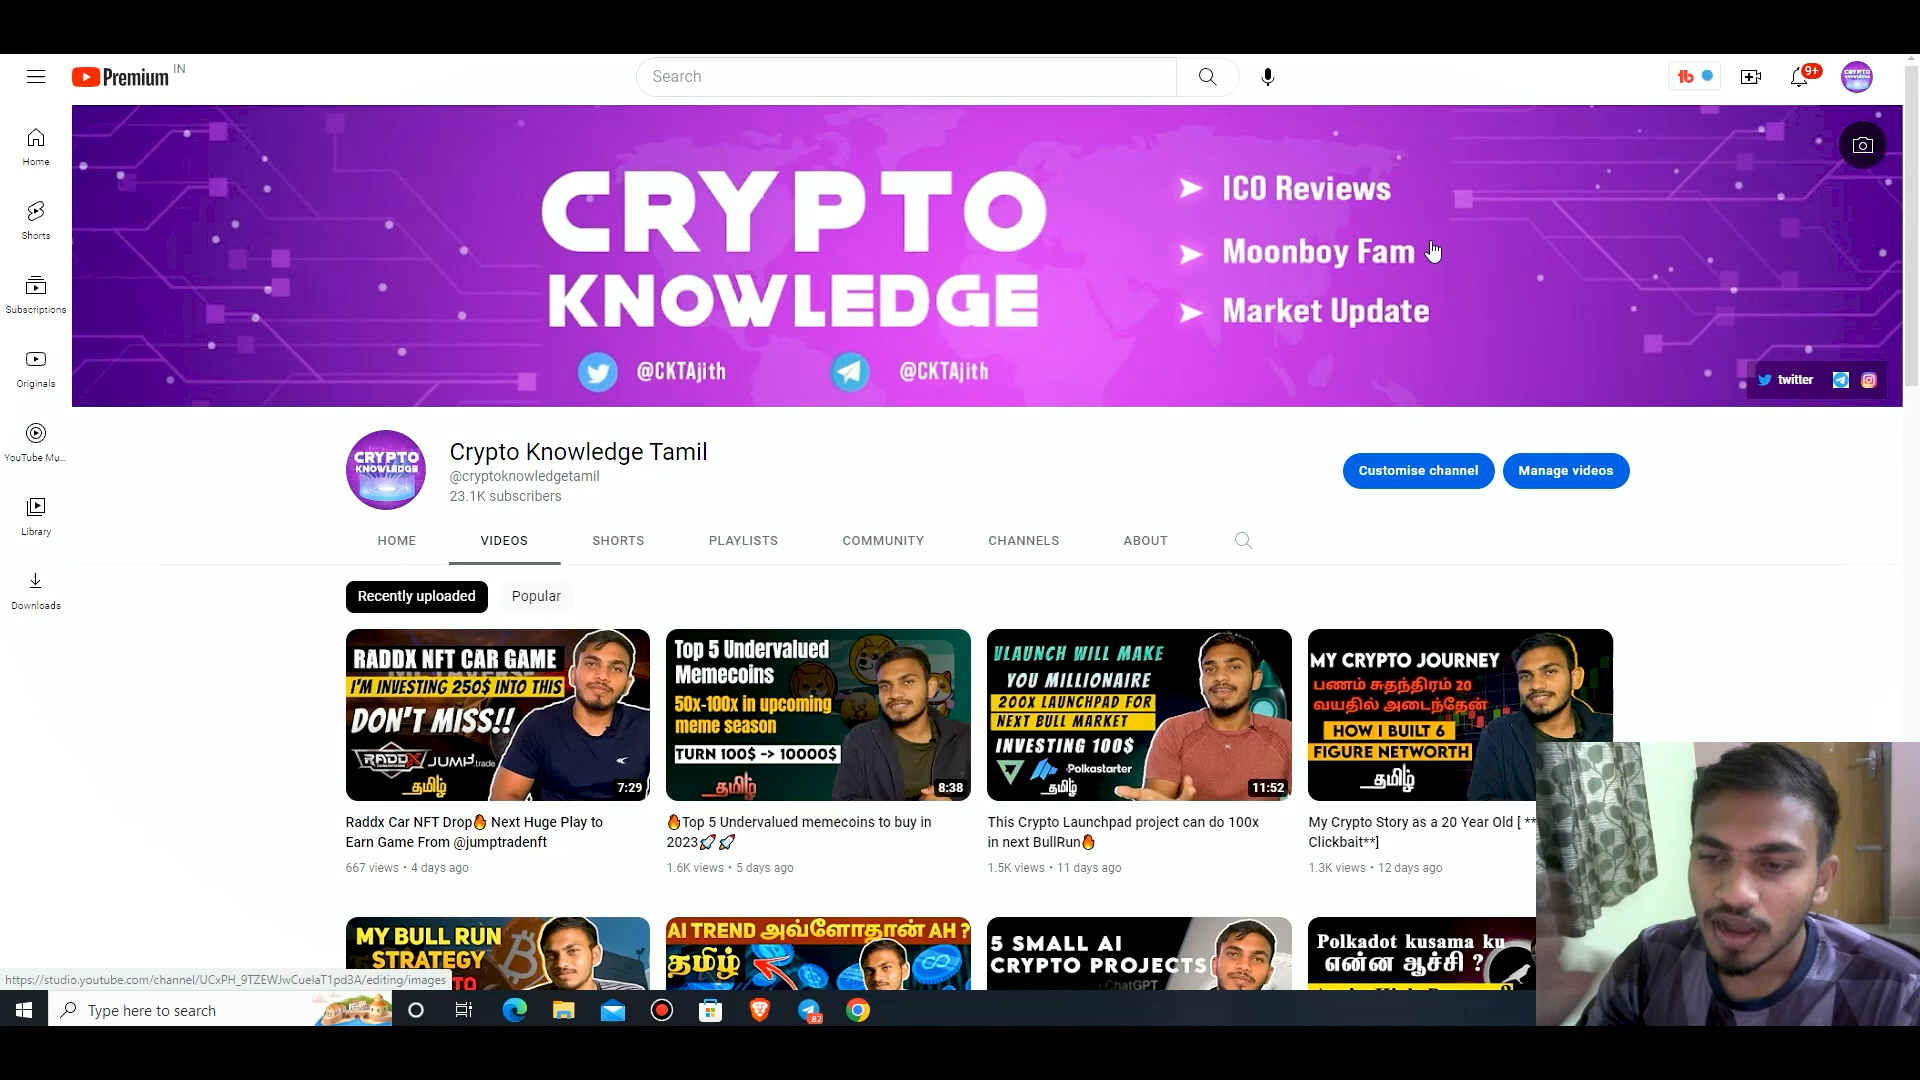 Premium IN
Search
9+
Home
Shorts
Subscriptions
Originals
YouTube Mu...
Library
Downloads
CRYPTO
KNOWLEDGE
@CKTAjith
@CKTAjith
ICO Reviews
Moonboy Fam
Market Update
twitter
CRYPTO
KNOWLEDGE
Crypto Knowledge Tamil
@cryptoknowledgetamil
23.1K subscribers
Customise channel
Manage videos
HOME
VIDEOS
SHORTS
PLAYLISTS
COMMUNITY
CHANNELS
ABOUT
Recently uploaded
Popular
RADDX NFT CAR GAME
I'M INVESTING 250$ INTO THIS
DON'T MISS!!
RADDX JUMP.trade
தமிழ்
7:29
Raddx Car NFT Drop🔥 Next Huge Play to
Earn Game From @jumptradenft
667 views • 4 days ago
Top 5 Undervalued
Memecoins
50x-100x in upcoming
meme season
TURN 100$ -> 10000$
தமிழ்
8:38
🔥Top 5 Undervalued memecoins to buy in
2023🚀🚀
1.6K views • 5 days ago
VLAUNCH WILL MAKE
YOU MILLIONAIRE
200X LAUNCHPAD FOR
NEXT BULL MARKET
INVESTING 100$
Polkastarter
தமிழ்
11:52
This Crypto Launchpad project can do 100x
in next BullRun🔥
1.5K views • 11 days ago
MY CRYPTO JOURNEY
பணம் சுதந்திரம் 20
வயதில் அடைந்தேன்
HOW I BUILT 6
FIGURE NETWORTH
தமிழ்
My Crypto Story as a 20 Year Old [ **
Clickbait**]
1.3K views • 12 days ago
MY BULL RUN
STRATEGY
AI TREND அவ்ளோதான் AH ?
தமிழ்
5 SMALL AI
CRYPTO PROJECTS
ChatGPT
Polkadot kusama ku
என்ன ஆச்சி ?
https://studio.youtube.com/channel/UCxPH_9TZEWJwCuelaT1pd3A/editing/images
Type here to search
82